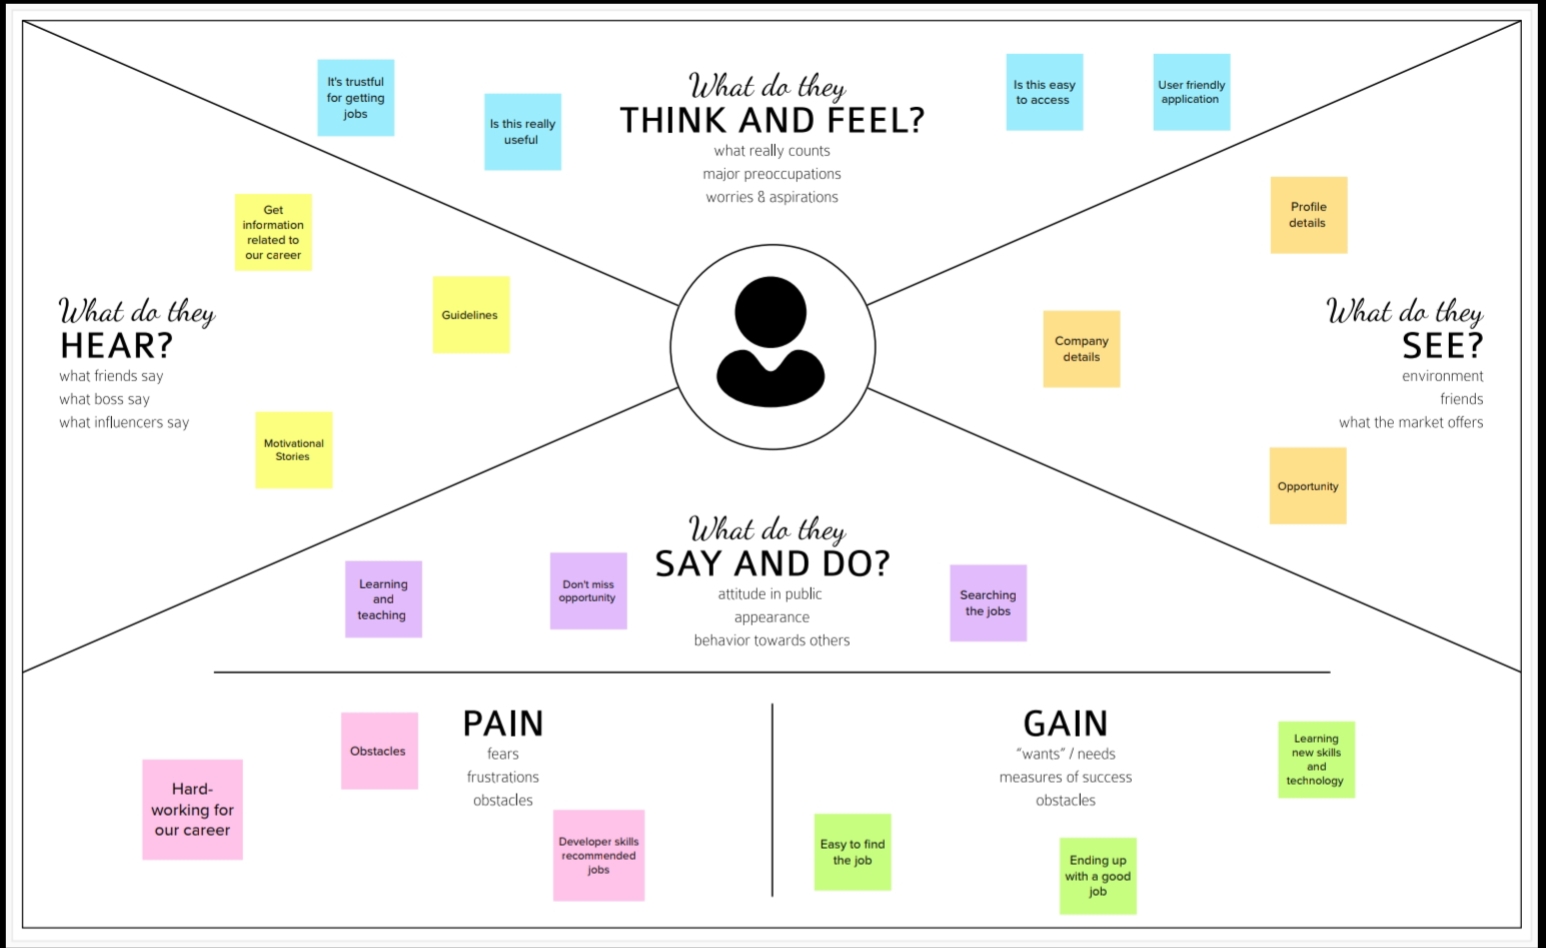 What do they
THINK AND FEEL?
what really counts
major preoccupations
worries & aspirations
It's trustful
for getting
jobs
Is this really
useful
Is this easy
to access
User friendly
application
What do they
HEAR?
what friends say
what boss say
what influencers say
Get
information
related to
our career
Guidelines
Motivational
Stories
What do they
SEE?
environment
friends
what the market offers
Profile
details
Company
details
Opportunity
What do they
SAY AND DO?
attitude in public
appearance
behavior towards others
Learning
and
teaching
Don't miss
opportunity
Searching
the jobs
PAIN
fears
frustrations
obstacles
Obstacles
Hard-
working for
our career
Developer skills
recommended
jobs
GAIN
“wants” / needs
measures of success
obstacles
Learning
new skills
and
technology
Easy to find
the job
Ending up
with a good
job